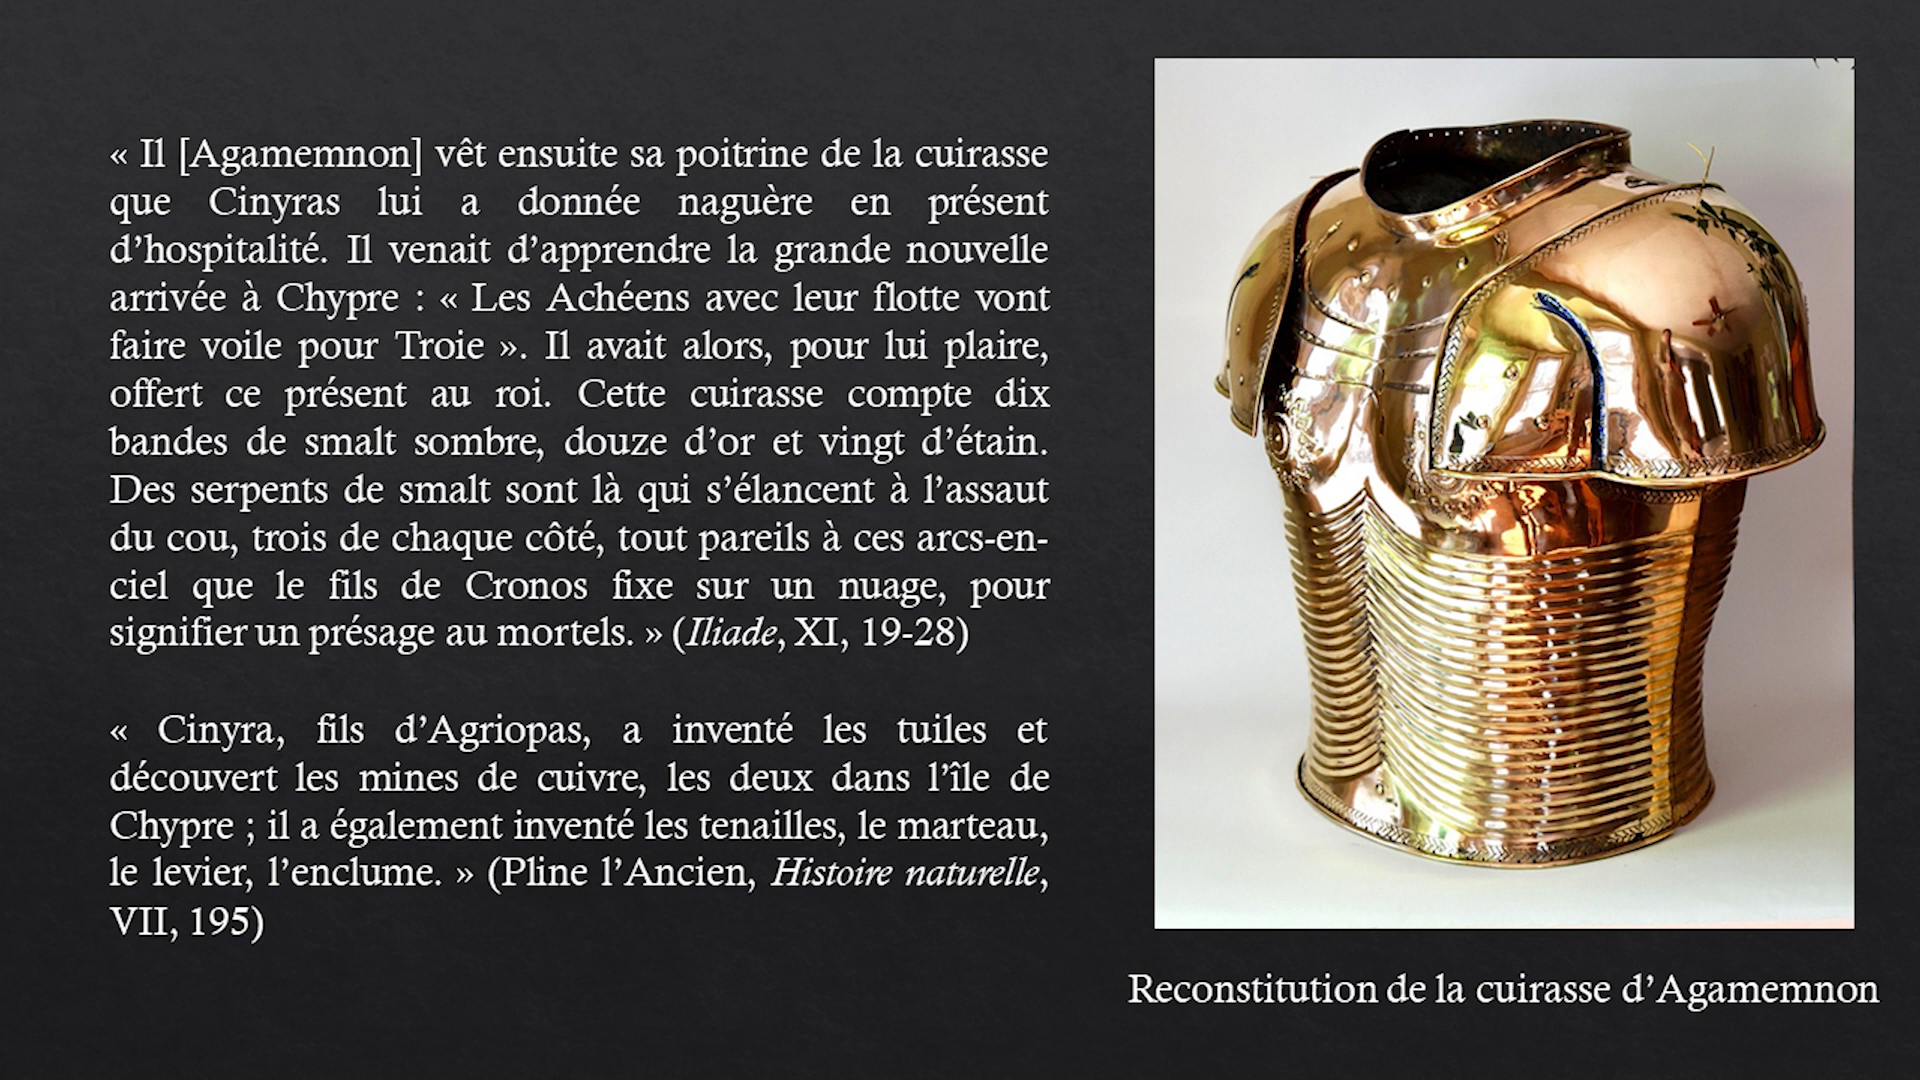 « Il [Agamemnon] vêt ensuite sa poitrine de la cuirasse
que Cinyras lui a donnée naguère en présent
d’hospitalité. Il venait d’apprendre la grande nouvelle
arrivée à Chypre : « Les Achéens avec leur flotte vont
faire voile pour Troie ». Il avait alors, pour lui plaire,
offert ce présent au roi. Cette cuirasse compte dix
bandes de smalt sombre, douze d’or et vingt d’étain.
Des serpents de smalt sont là qui s’élancent à l’assaut
du cou, trois de chaque côté, tout pareils à ces arcs-en-
ciel que le fils de Cronos fixe sur un nuage, pour
signifier un présage au mortels. » (Iliade, XI, 19-28)
« Cinyra, fils d’Agriopas, a inventé les tuiles et
découvert les mines de cuivre, les deux dans l’île de
Chypre ; il a également inventé les tenailles, le marteau,
le levier, l’enclume. » (Pline l’Ancien, Histoire naturelle,
VII, 195)
Reconstitution de la cuirasse d’Agamemnon